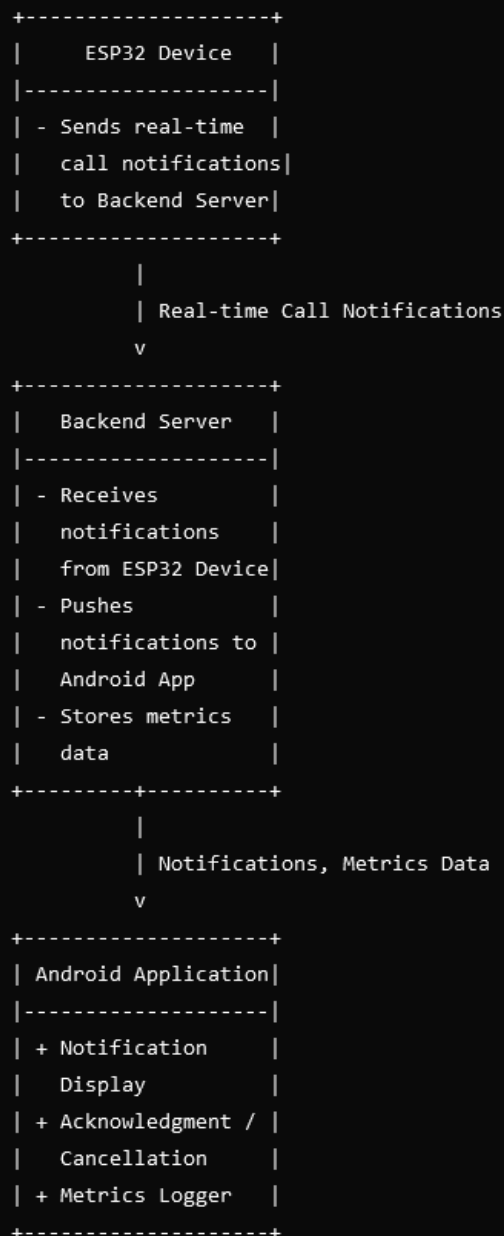 +--------------------+
|     ESP32 Device   |
|--------------------|
| - Sends real-time  |
|   call notifications|
|   to Backend Server|
+--------------------+
          |
          | Real-time Call Notifications
          v
+--------------------+
|   Backend Server   |
|--------------------|
| - Receives         |
|   notifications    |
|   from ESP32 Device|
| - Pushes           |
|   notifications to |
|   Android App      |
| - Stores metrics   |
|   data             |
+---------+----------+
          |
          | Notifications, Metrics Data
          v
+--------------------+
| Android Application|
|--------------------|
| + Notification     |
|   Display          |
| + Acknowledgment / |
|   Cancellation     |
| + Metrics Logger   |
+--------------------+